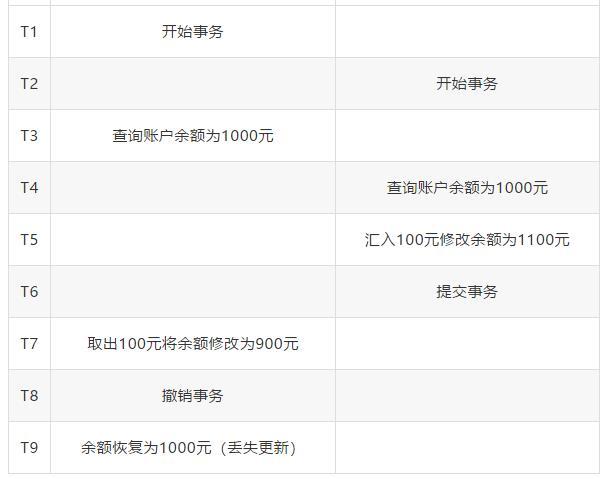 T1 开始事务
T2 开始事务
T3 查询账户余额为1000元
T4 查询账户余额为1000元
T5 汇入100元修改余额为1100元
T6 提交事务
T7 取出100元将余额修改为900元
T8 撤销事务
T9 余额恢复为1000元（丢失更新）